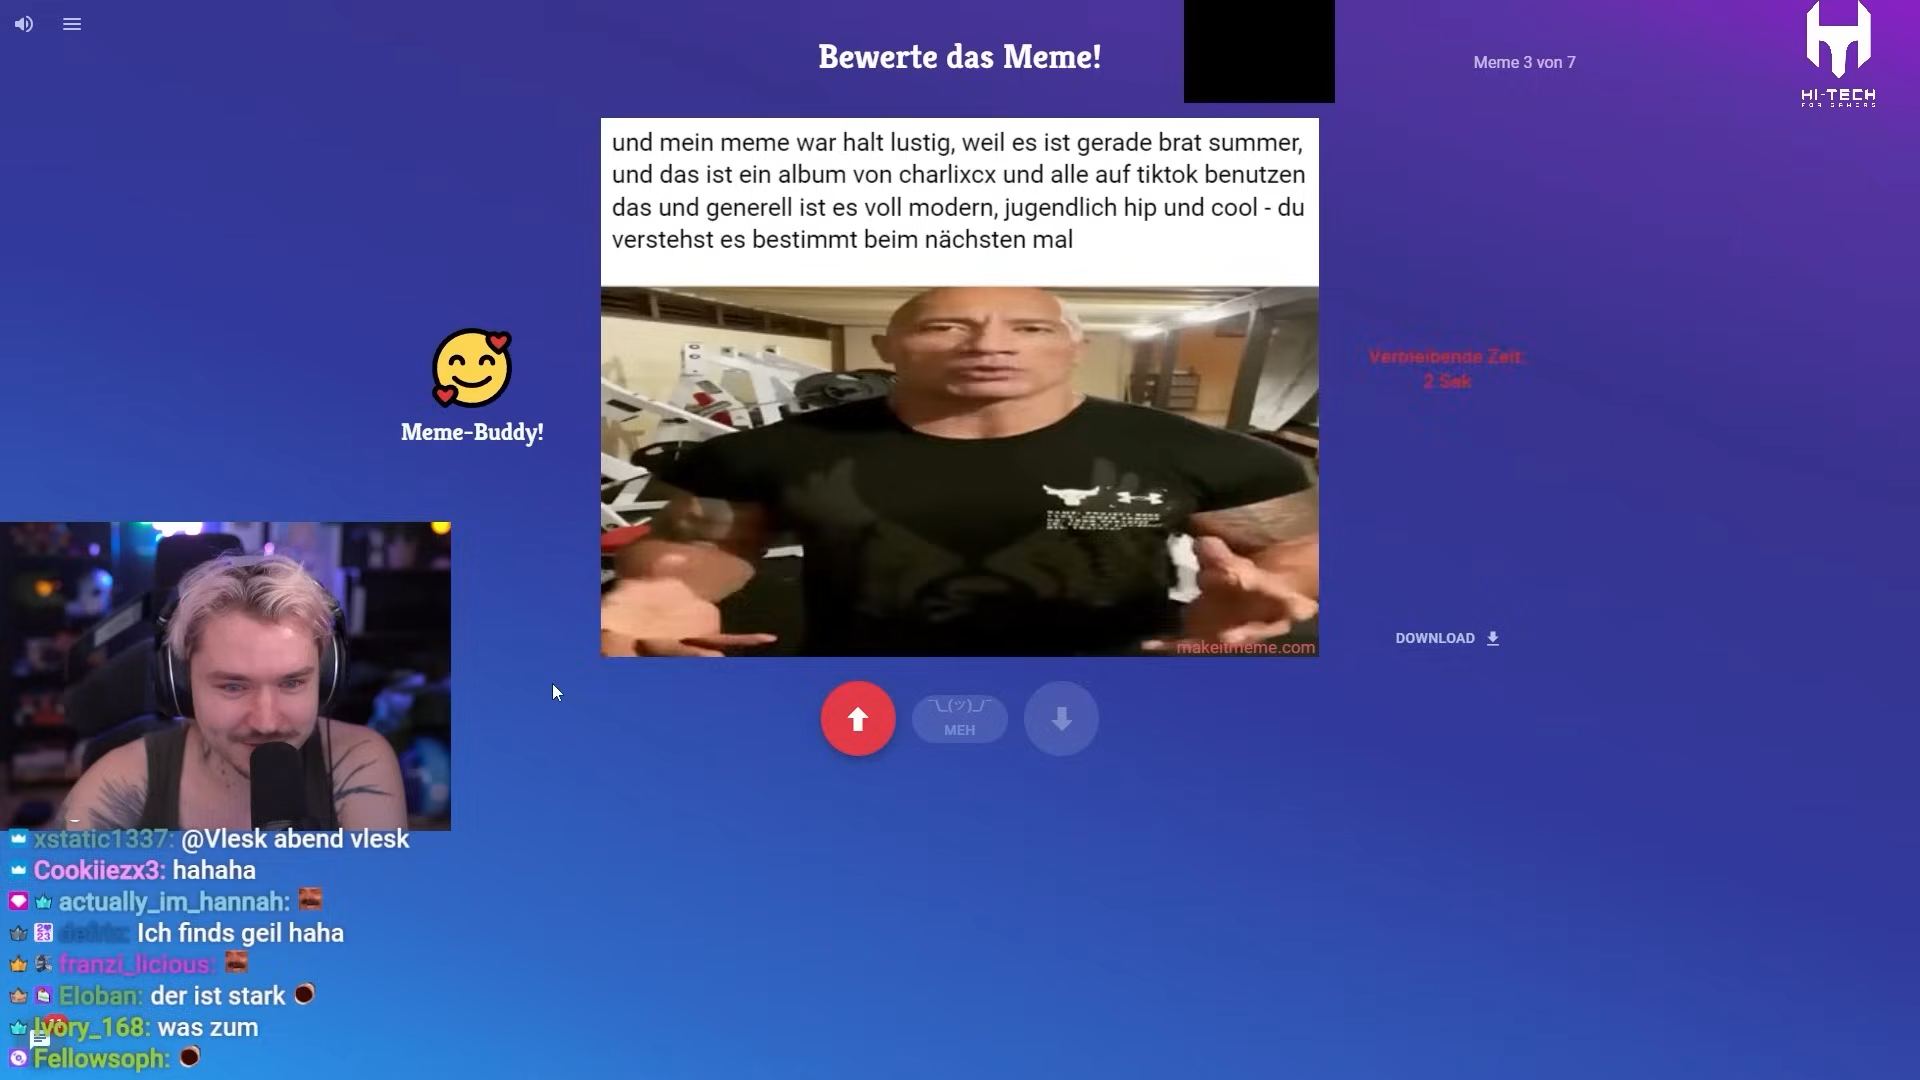 Bewerte das Meme!
Meme 3 von 7
HI-TECH
FOR GAMERS
und mein meme war halt lustig, weil es ist gerade brat summer,
und das ist ein album von charlixcx und alle auf tiktok benutzen
das und generell ist es voll modern, jugendlich hip und cool - du
verstehst es bestimmt beim nächsten mal
Meme-Buddy!
Verbleibende Zeit:
2 Sek
makeitmeme.com
DOWNLOAD
¯\_(ツ)_/¯
MEH
xstatic1337: @Vlesk abend vlesk
Cookiiezx3: hahaha
actually_im_hannah:
Ich finds geil haha
franzi_licious:
Eloban: der ist stark
Ivory_168: was zum
Fellowsoph: